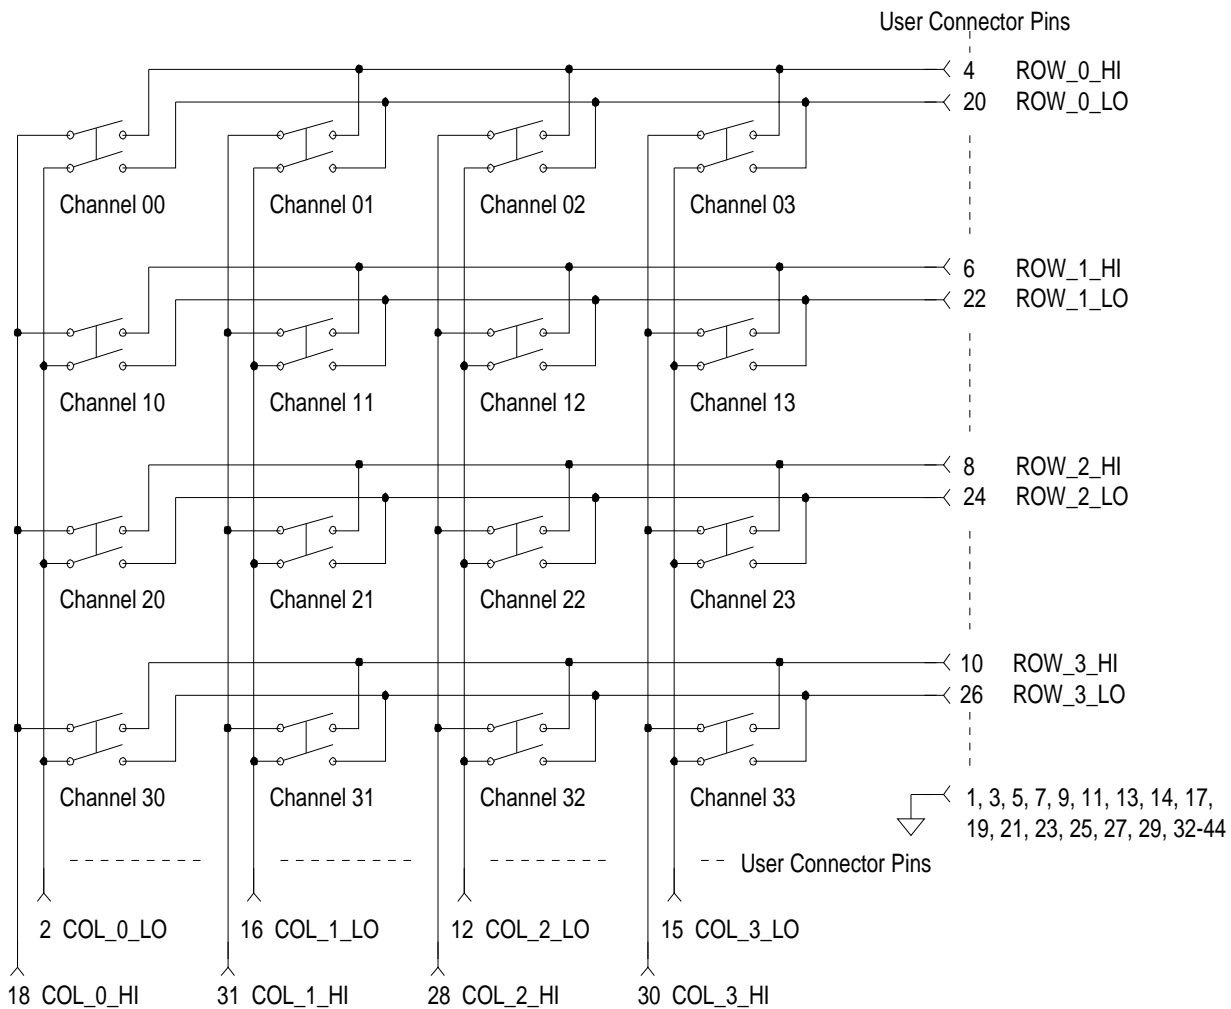 User Connector Pins
4 ROW_0_HI
20 ROW_0_LO
Channel 00 Channel 01 Channel 02 Channel 03
6 ROW_1_HI
22 ROW_1_LO
Channel 10 Channel 11 Channel 12 Channel 13
8 ROW_2_HI
24 ROW_2_LO
Channel 20 Channel 21 Channel 22 Channel 23
10 ROW_3_HI
26 ROW_3_LO
Channel 30 Channel 31 Channel 32 Channel 33
1, 3, 5, 7, 9, 11, 13, 14, 17,
19, 21, 23, 25, 27, 29, 32-44
User Connector Pins
2 COL_0_LO 16 COL_1_LO 12 COL_2_LO 15 COL_3_LO
18 COL_0_HI 31 COL_1_HI 28 COL_2_HI 30 COL_3_HI